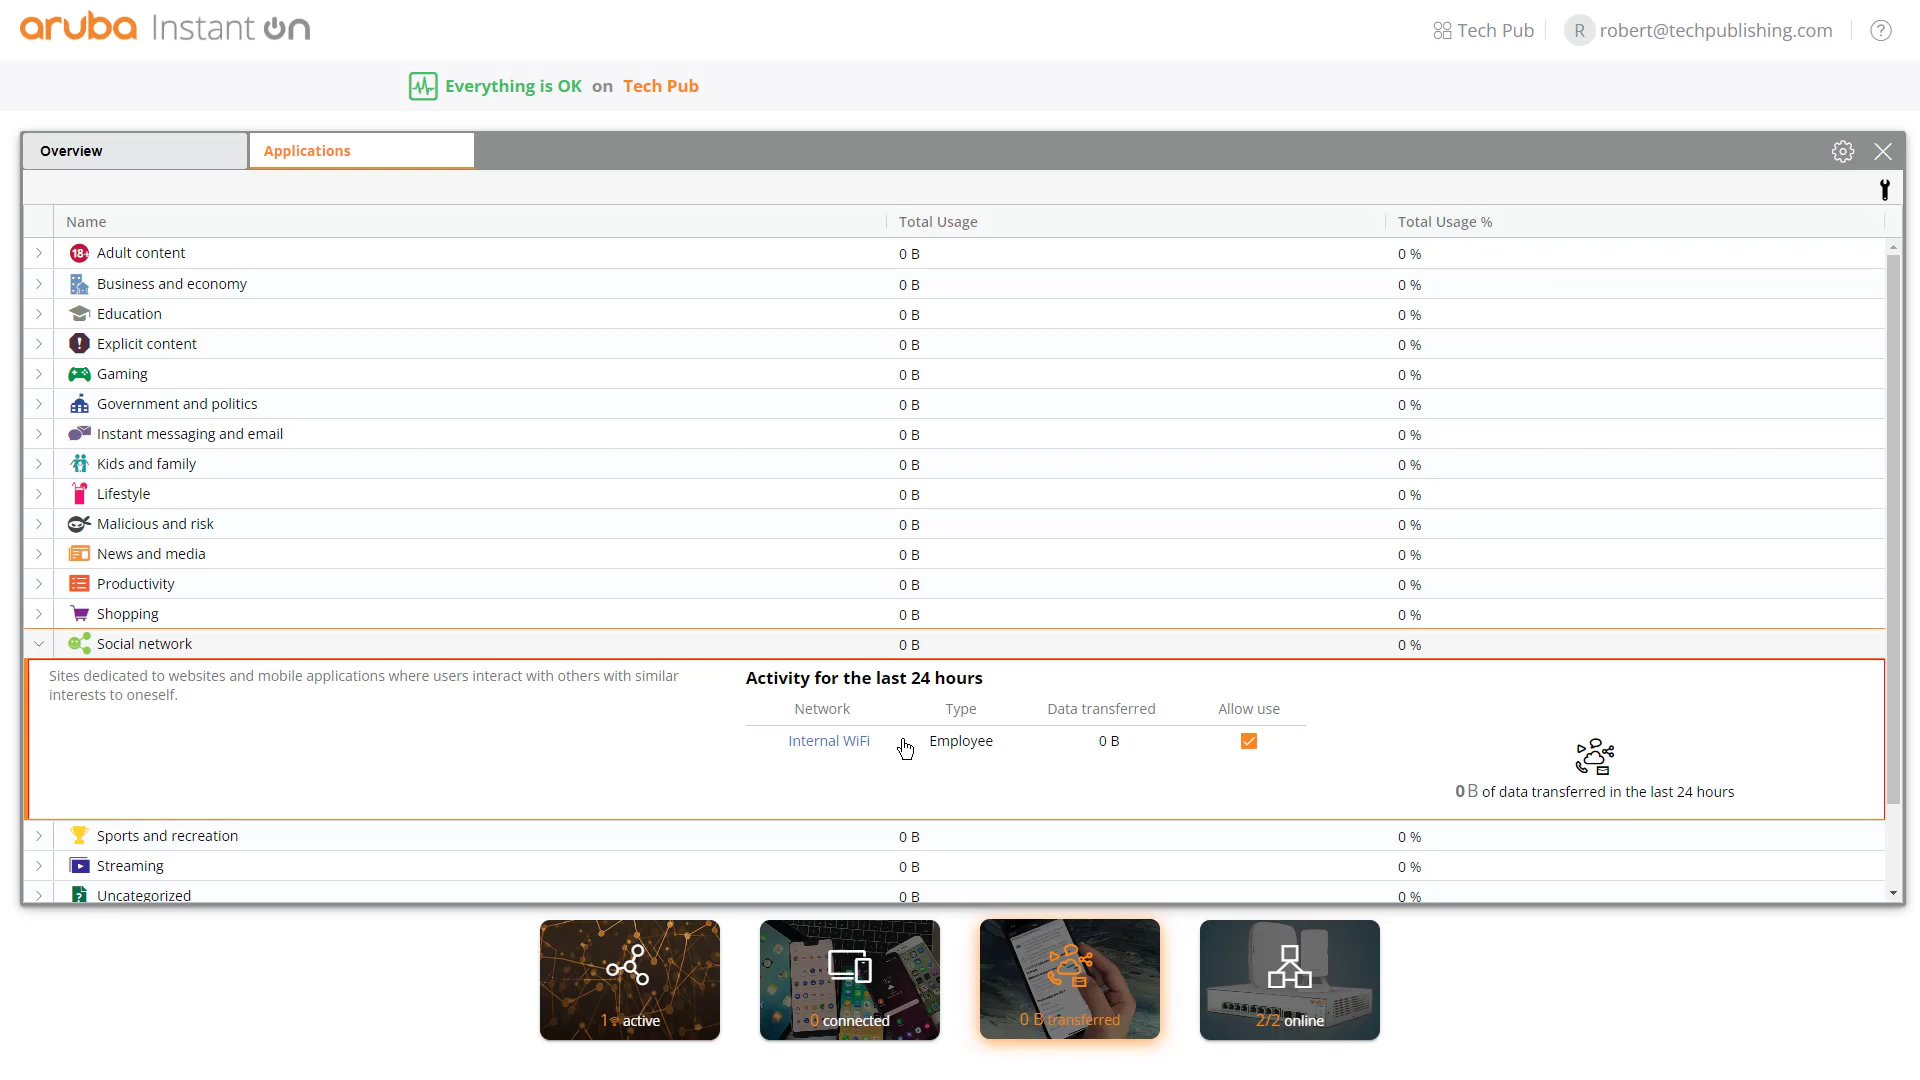 aruba Instant On
Tech Pub
R robert@techpublishing.com
?
Everything is OK on Tech Pub
Overview
Applications
Name Total Usage Total Usage %
18+ Adult content 0 B 0 %
Business and economy 0 B 0 %
Education 0 B 0 %
Explicit content 0 B 0 %
Gaming 0 B 0 %
Government and politics 0 B 0 %
Instant messaging and email 0 B 0 %
Kids and family 0 B 0 %
Lifestyle 0 B 0 %
Malicious and risk 0 B 0 %
News and media 0 B 0 %
Productivity 0 B 0 %
Shopping 0 B 0 %
Social network 0 B 0 %
Sites dedicated to websites and mobile applications where users interact with others with similar
interests to oneself.
Activity for the last 24 hours
Network Type Data transferred Allow use
Internal WiFi Employee 0 B
0 B of data transferred in the last 24 hours
Sports and recreation 0 B 0 %
Streaming 0 B 0 %
Uncategorized 0 B 0 %
1 active
0 connected
0 B transferred
2/2 online